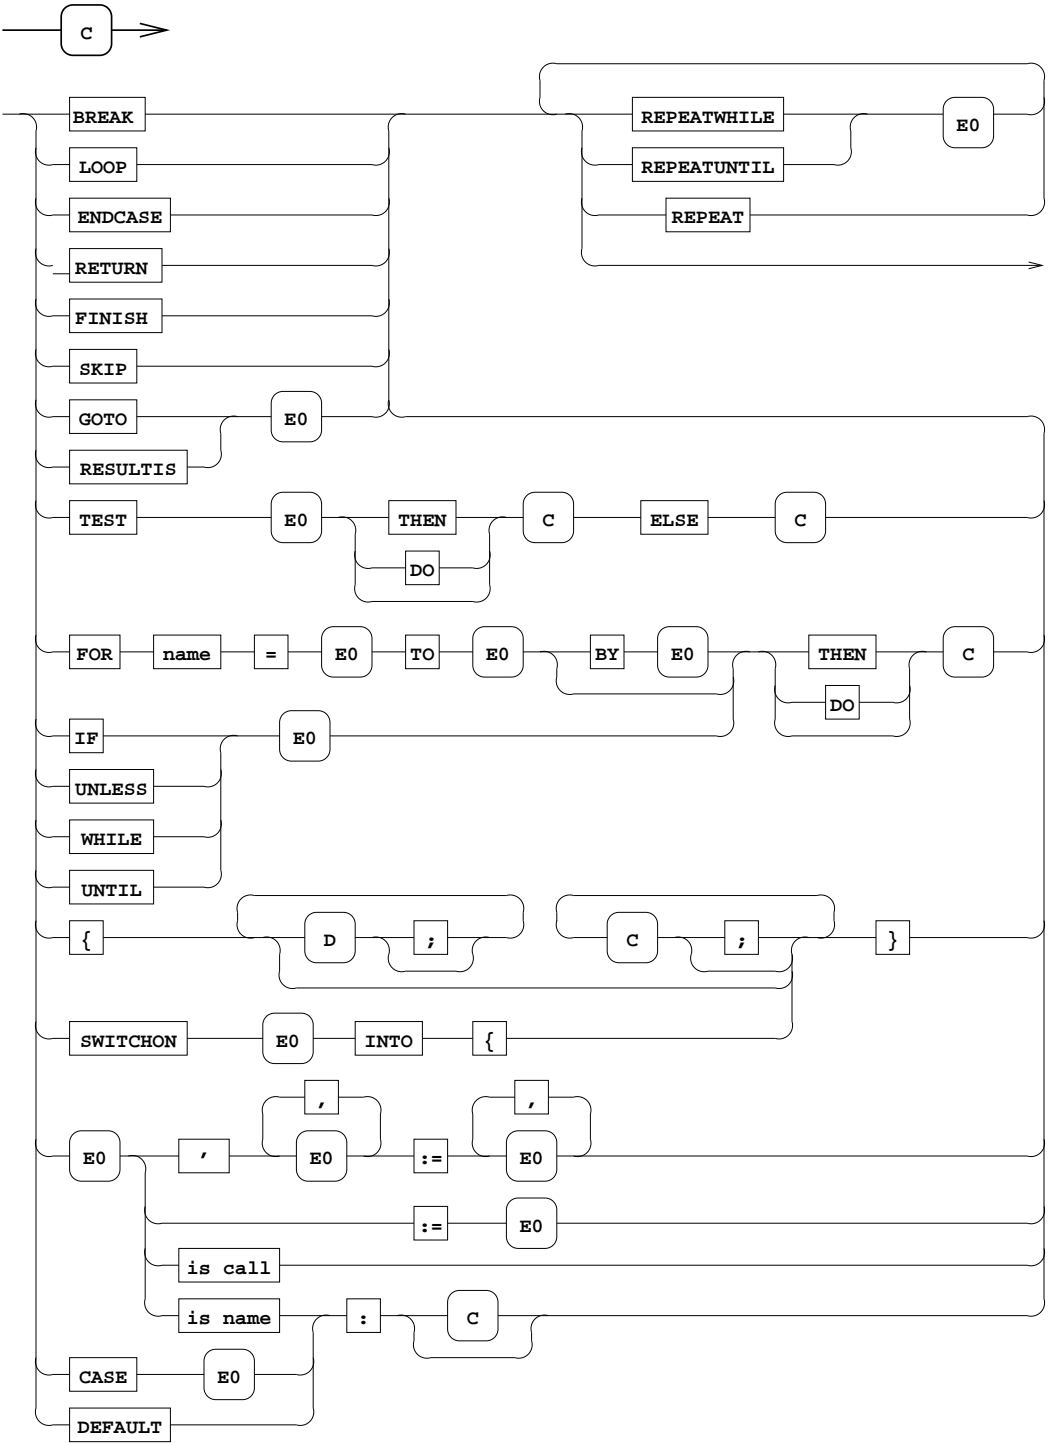 C
BREAK REPEATWHILE E0
LOOP REPEATUNTIL
ENDCASE REPEAT
RETURN
FINISH
SKIP
GOTO E0
RESULTIS
TEST E0 THEN C ELSE C
DO
FOR name = E0 TO E0 BY E0 THEN C
DO
IF E0
UNLESS
WHILE
UNTIL
{ D ; C ; }
SWITCHON E0 INTO {
, ,
E0 ′ E0 := E0
:= E0
is call
is name : C
CASE E0
DEFAULT